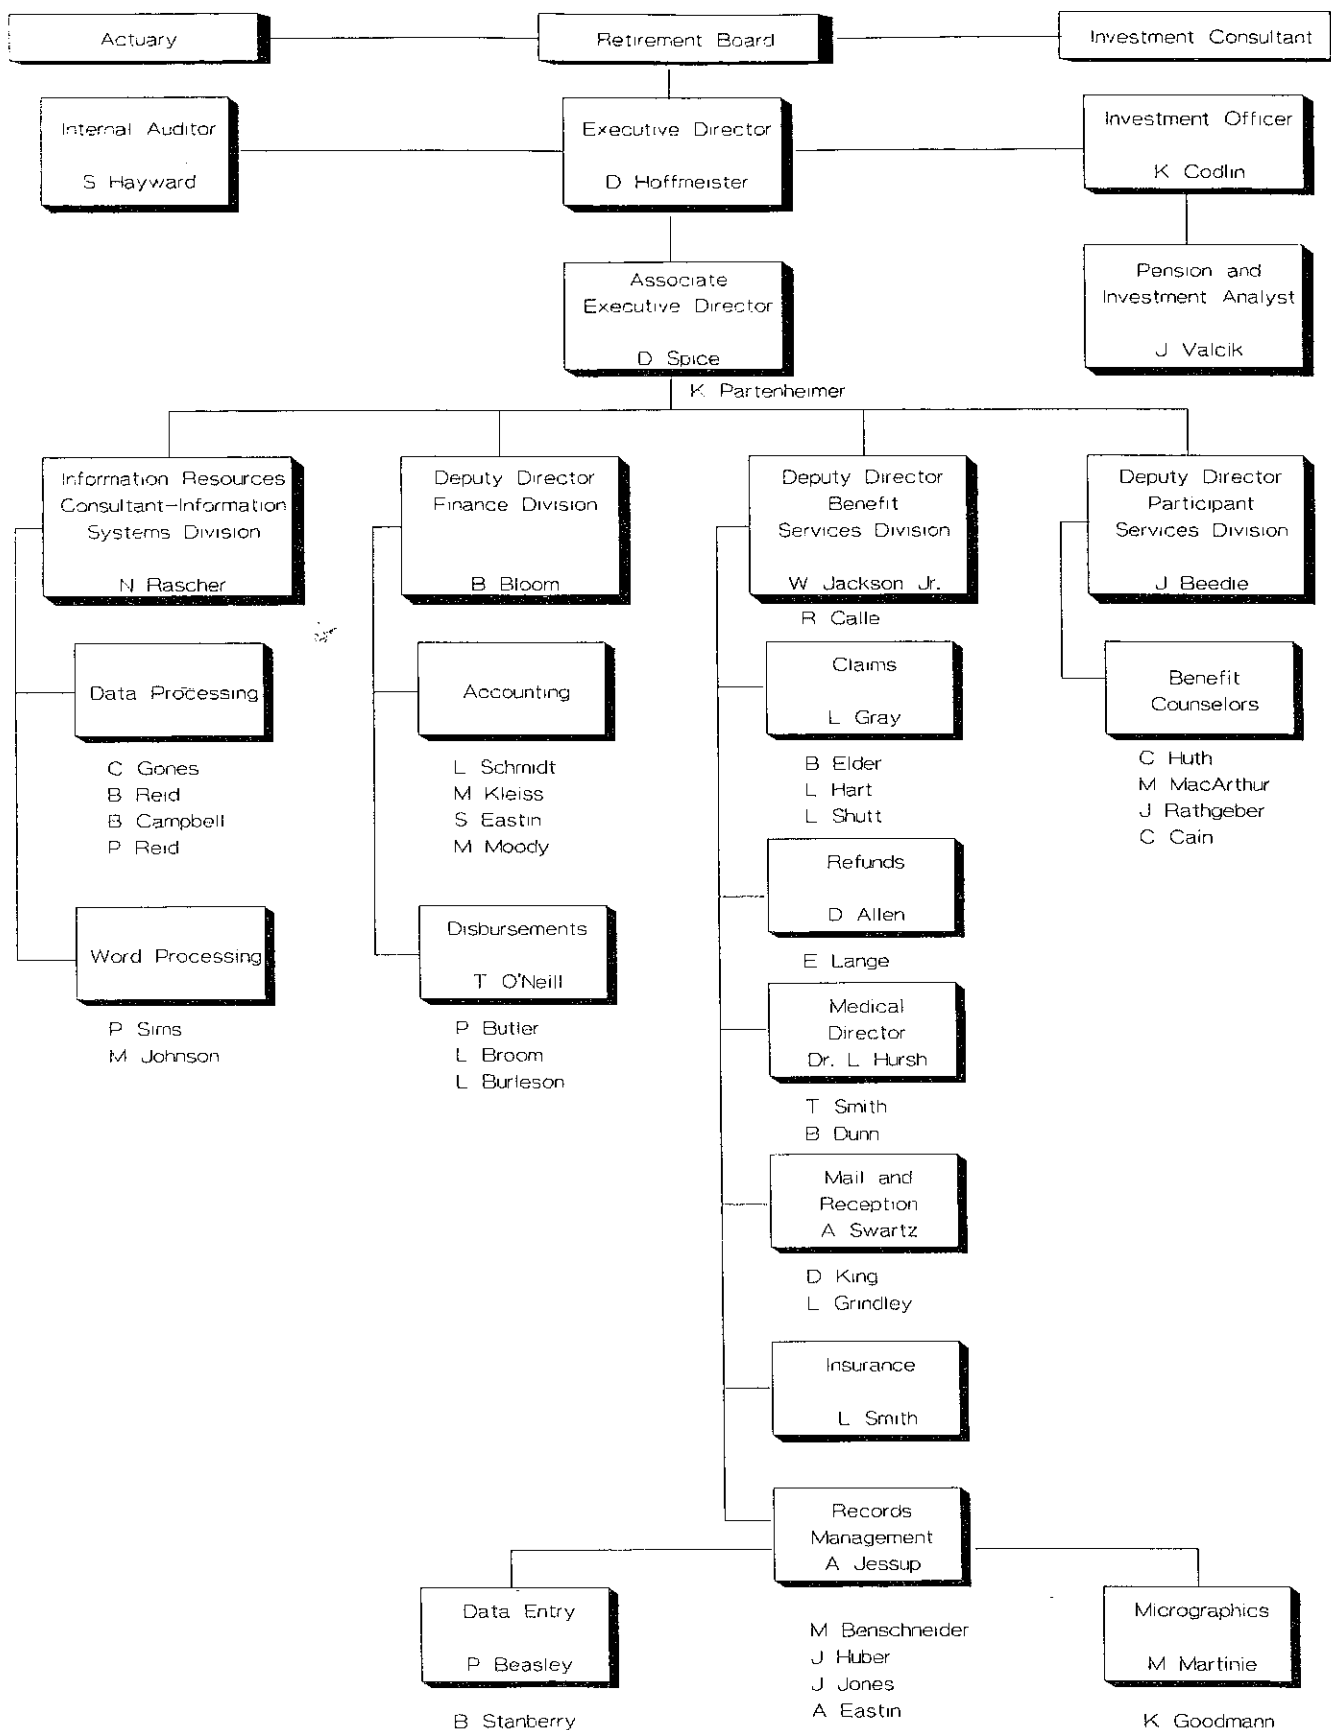 Actuary
Retirement Board
Investment Consultant
Internal Auditor
S Hayward
Executive Director
D Hoffmeister
Investment Officer
K Codlin
Associate
Executive Director
D Spice
Pension and
Investment Analyst
J Valcik
K Partenheimer
Information Resources
Consultant-Information
Systems Division
N Rascher
Deputy Director
Finance Division
B Bloom
Deputy Director
Benefit
Services Division
W Jackson Jr.
R Calle
Deputy Director
Participant
Services Division
J Beedie
Data Processing
C Gones
B Reid
B Campbell
P Reid
Word Processing
P Sims
M Johnson
Accounting
L Schmidt
M Kleiss
S Eastin
M Moody
Disbursements
T O'Neill
P Butler
L Broom
L Burleson
Claims
L Gray
B Elder
L Hart
L Shutt
Refunds
D Allen
E Lange
Medical
Director
Dr. L Hursh
T Smith
B Dunn
Mail and
Reception
A Swartz
D King
L Grindley
Insurance
L Smith
Records
Management
A Jessup
M Benschneider
J Huber
J Jones
A Eastin
Benefit
Counselors
C Huth
M MacArthur
J Rathgeber
C Cain
Data Entry
P Beasley
B Stanberry
Micrographics
M Martinie
K Goodmann